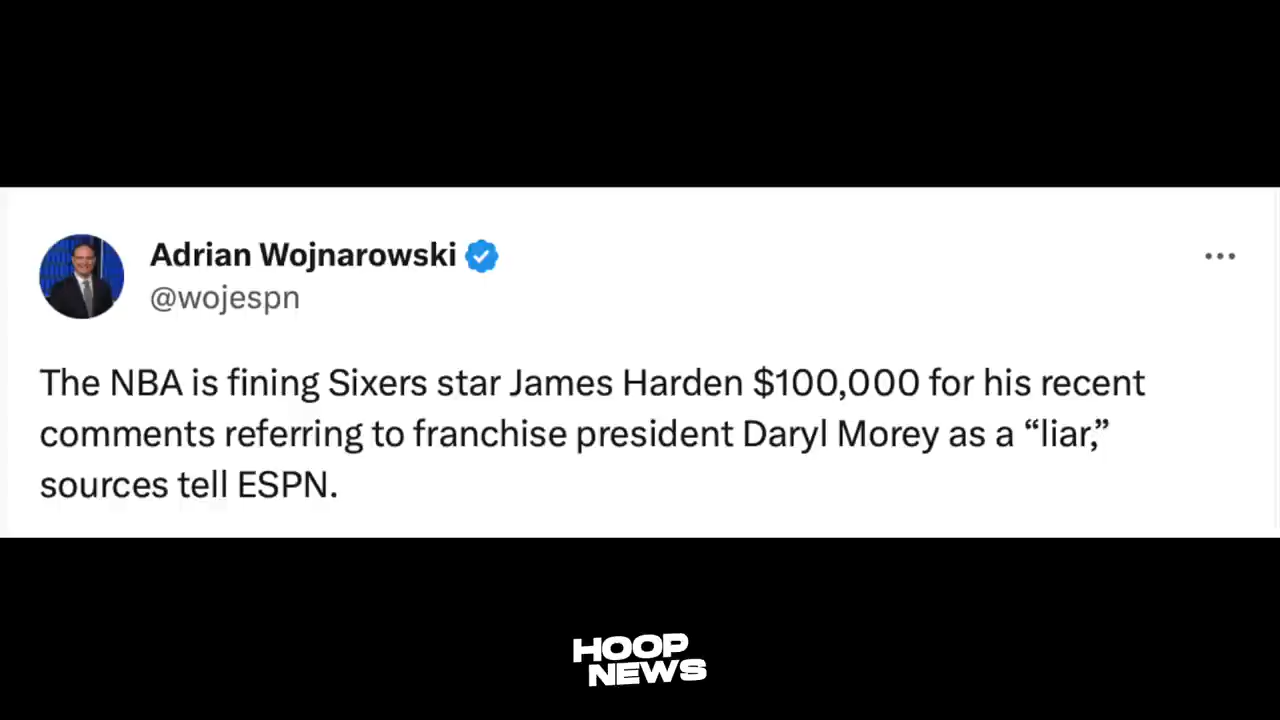 Adrian Wojnarowski
@wojespn
The NBA is fining Sixers star James Harden $100,000 for his recent
comments referring to franchise president Daryl Morey as a “liar,”
sources tell ESPN.
HOOP
NEWS